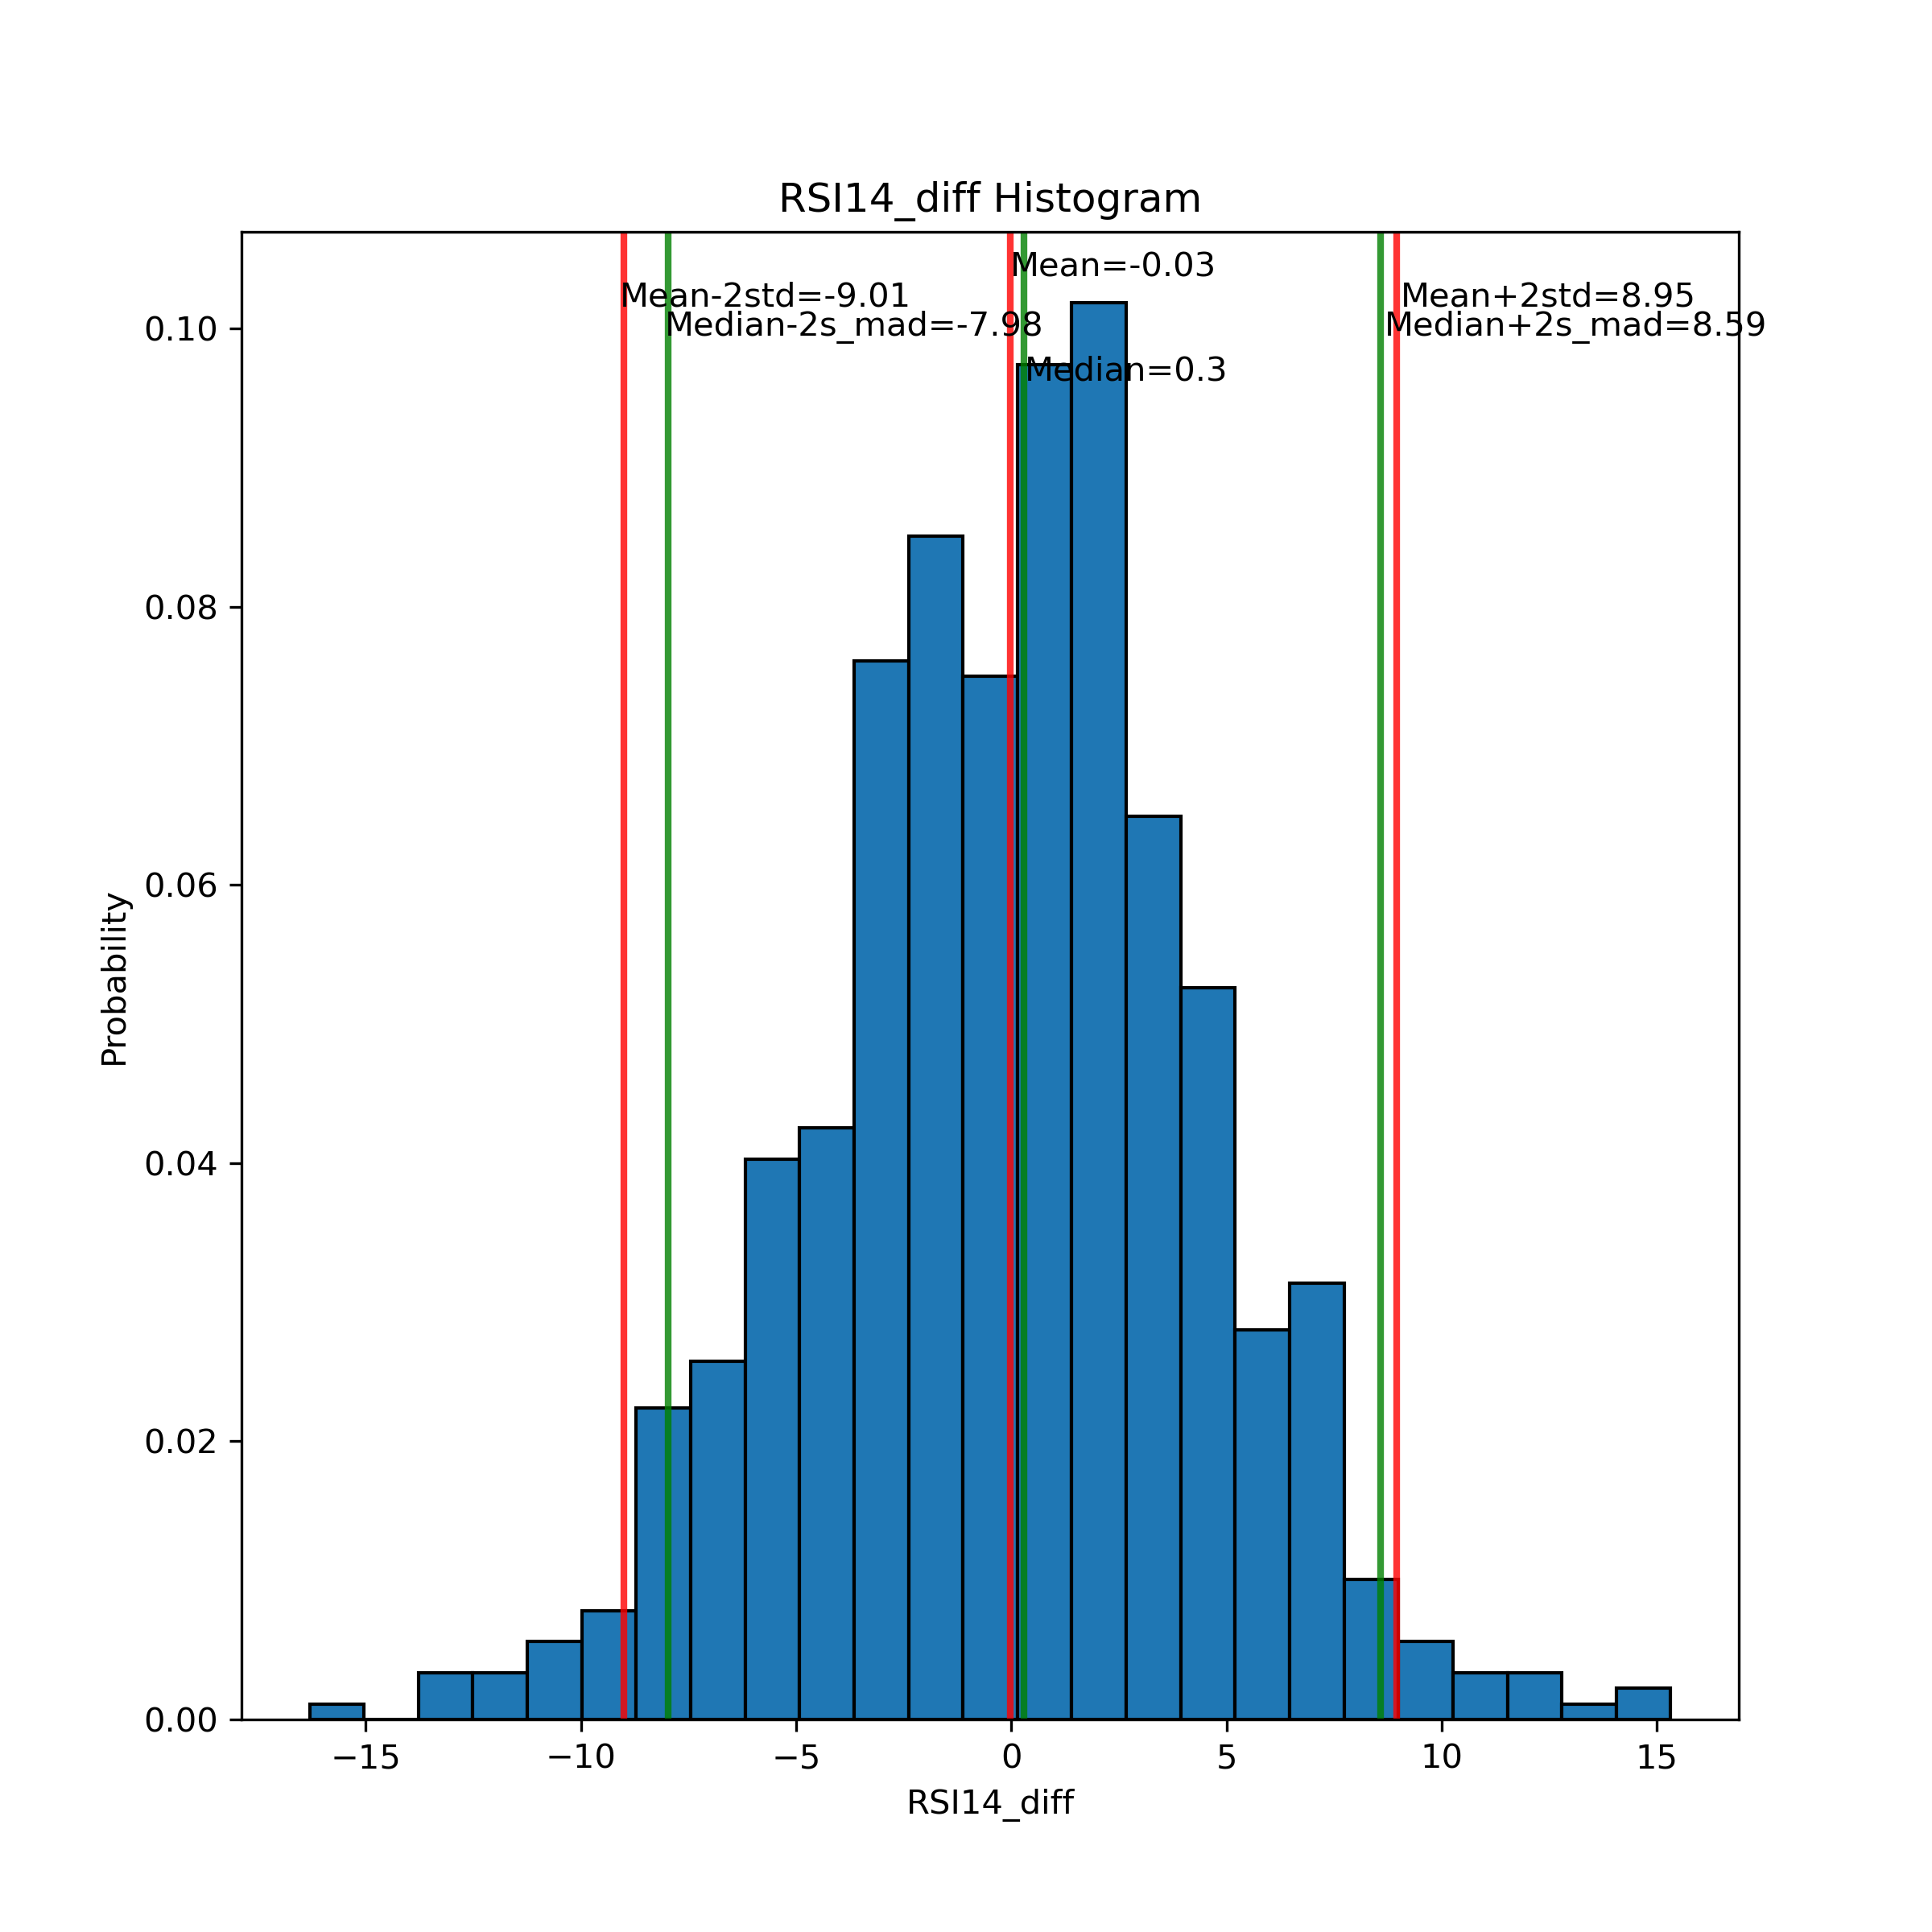 RSI14_diff Histogram
Mean=-0.03
Mean-2std=-9.01
Mean+2std=8.95
Median-2s_mad=-7.98
Median+2s_mad=8.59
Median=0.3
0.10
0.08
0.06
0.04
0.02
0.00
Probability
−15
−10
−5
0
5
10
15
RSI14_diff